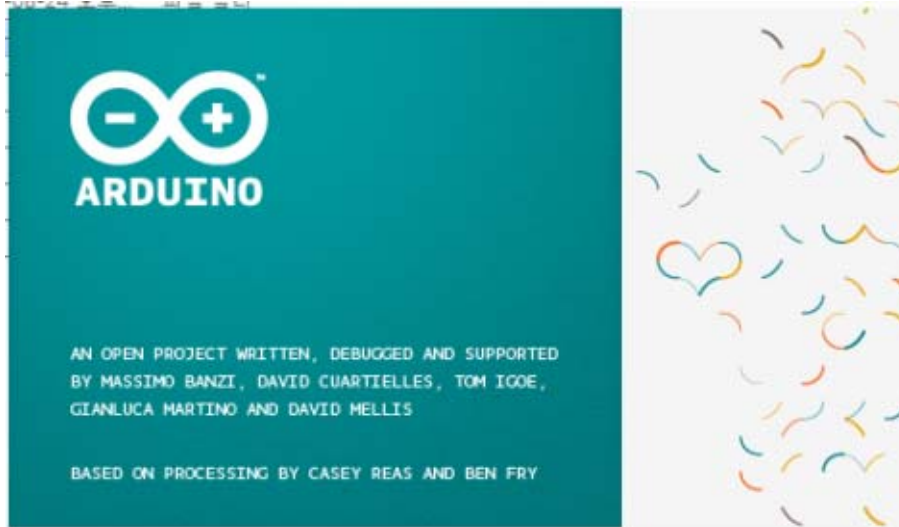 ARDUINO
AN OPEN PROJECT WRITTEN, DEBUGGED AND SUPPORTED
BY MASSIMO BANZI, DAVID CUARTIELLES, TOM IGOE,
GIANLUCA MARTINO AND DAVID MELLIS
BASED ON PROCESSING BY CASEY REAS AND BEN FRY